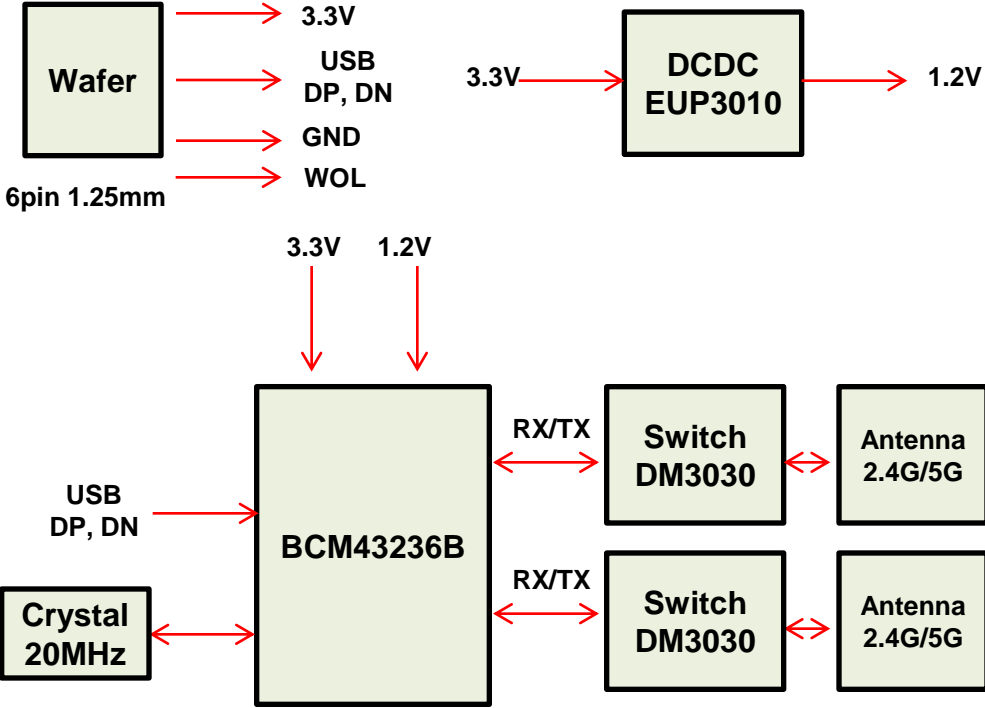 Wafer
3.3V
USB
DP, DN
GND
WOL
6pin 1.25mm
3.3V
DCDC
EUP3010
1.2V
3.3V
1.2V
USB
DP, DN
Crystal
20MHz
BCM43236B
RX/TX
Switch
DM3030
Antenna
2.4G/5G
RX/TX
Switch
DM3030
Antenna
2.4G/5G